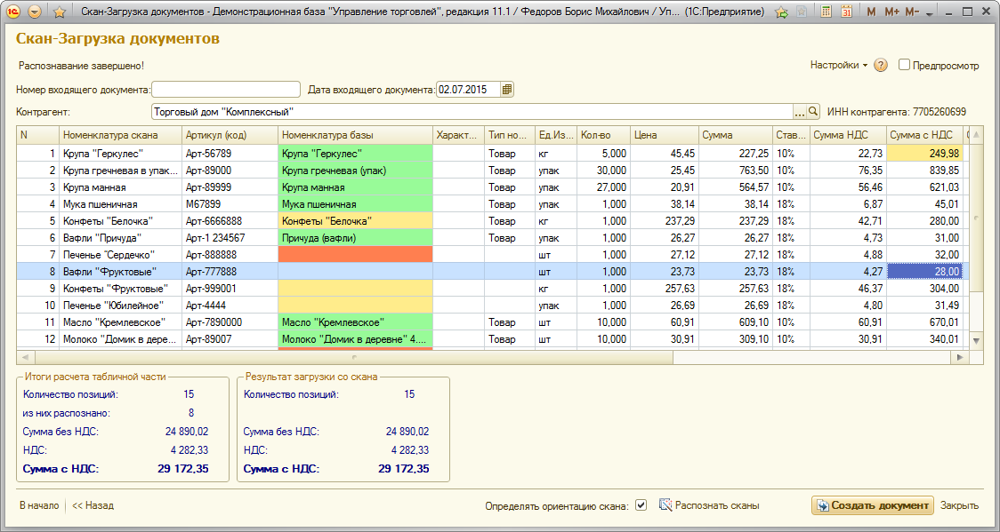 Скан-Загрузка документов - Демонстрационная база "Управление торговлей", редакция 11.1 / Федоров Борис Михайлович / Уп... (1С:Предприятие) M M+ M-
Скан-Загрузка документов
Распознавание завершено! Настройки ? Предпросмотр
Номер входящего документа: Дата входящего документа: 02.07.2015
Контрагент: Торговый дом "Комплексный" ... ИНН контрагента: 7705260699
N Номенклатура скана Артикул (код) Номенклатура базы Характ... Тип но... Ед.Из... Кол-во Цена Сумма Став... Сумма НДС Сумма с НДС
1 Крупа "Геркулес" Арт-56789 Крупа "Геркулес" Товар кг 5,000 45,45 227,25 10% 22,73 249,98
2 Крупа гречневая в упак... Арт-89000 Крупа гречневая (упак) Товар упак 30,000 25,45 763,50 10% 76,35 839,85
3 Крупа манная Арт-89999 Крупа манная Товар упак 27,000 20,91 564,57 10% 56,46 621,03
4 Мука пшеничная М67899 Мука пшеничная Товар упак 1,000 38,14 38,14 18% 6,87 45,01
5 Конфеты "Белочка" Арт-6666888 Конфеты "Белочка" Товар кг 1,000 237,29 237,29 18% 42,71 280,00
6 Вафли "Причуда" Арт-1 234567 Причуда (вафли) Товар упак 1,000 26,27 26,27 18% 4,73 31,00
7 Печенье "Сердечко" Арт-888888 шт 1,000 27,12 27,12 18% 4,88 32,00
8 Вафли "Фруктовые" Арт-777888 шт 1,000 23,73 23,73 18% 4,27 28,00
9 Конфеты "Фруктовые" Арт-999001 кг 1,000 257,63 257,63 18% 46,37 304,00
10 Печенье "Юбилейное" Арт-4444 упак 1,000 26,69 26,69 18% 4,80 31,49
11 Масло "Кремлевское" Арт-7890000 Масло "Кремлевское" Товар шт 10,000 60,91 609,10 10% 60,91 670,01
12 Молоко "Домик в дере... Арт-89007 Молоко "Домик в деревне" 4.... Товар шт 10,000 30,91 309,10 10% 30,91 340,01
Итоги расчета табличной части Результат загрузки со скана
Количество позиций: 15 Количество позиций: 15
из них распознано: 8
Сумма без НДС: 24 890,02 Сумма без НДС: 24 890,02
НДС: 4 282,33 НДС: 4 282,33
Сумма с НДС: 29 172,35 Сумма с НДС: 29 172,35
В начало << Назад Определять ориентацию скана: Распознать сканы Создать документ Закрыть